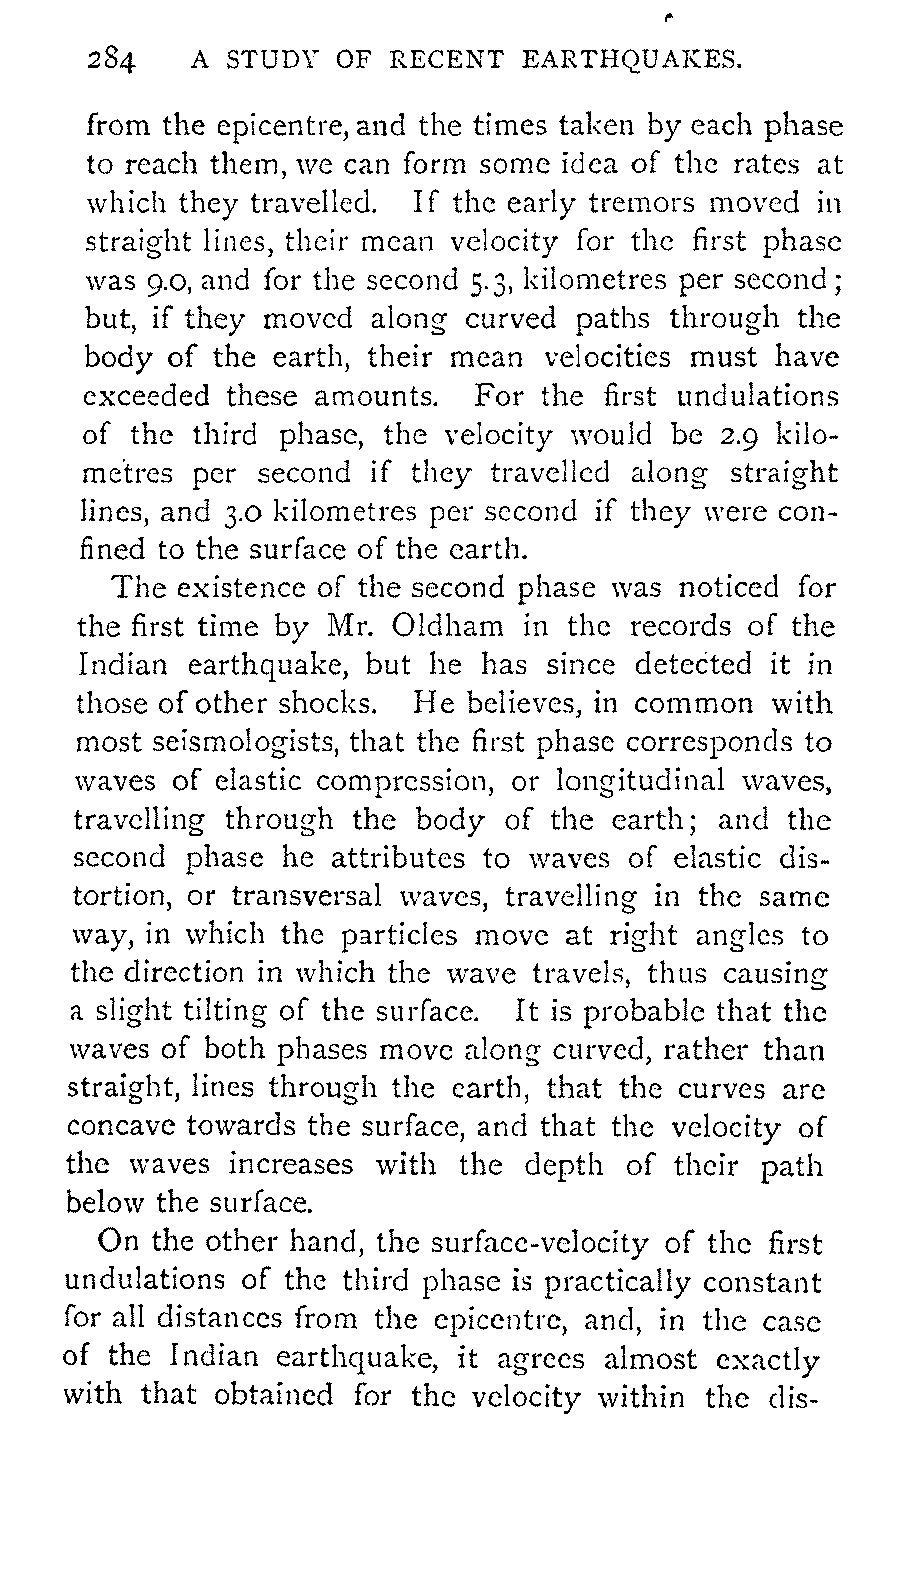 284 A STUDY OF RECENT EARTHQUAKES.
from the epicentre, and the times taken by each phase
to reach them, we can form some idea of the rates at
which they travelled. If the early tremors moved in
straight lines, their mean velocity for the first phase
was 9.0, and for the second 5.3, kilometres per second;
but, if they moved along curved paths through the
body of the earth, their mean velocities must have
exceeded these amounts. For the first undulations
of the third phase, the velocity would be 2.9 kilo-
metres per second if they travelled along straight
lines, and 3.0 kilometres per second if they were con-
fined to the surface of the earth.
The existence of the second phase was noticed for
the first time by Mr. Oldham in the records of the
Indian earthquake, but he has since detected it in
those of other shocks. He believes, in common with
most seismologists, that the first phase corresponds to
waves of elastic compression, or longitudinal waves,
travelling through the body of the earth; and the
second phase he attributes to waves of elastic dis-
tortion, or transversal waves, travelling in the same
way, in which the particles move at right angles to
the direction in which the wave travels, thus causing
a slight tilting of the surface. It is probable that the
waves of both phases move along curved, rather than
straight, lines through the earth, that the curves are
concave towards the surface, and that the velocity of
the waves increases with the depth of their path
below the surface.
On the other hand, the surface-velocity of the first
undulations of the third phase is practically constant
for all distances from the epicentre, and, in the case
of the Indian earthquake, it agrees almost exactly
with that obtained for the velocity within the dis-